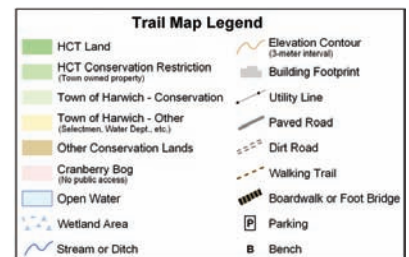 Trail Map Legend
HCT Land
HCT Conservation Restriction
(Town owned property)
Town of Harwich - Conservation
Town of Harwich - Other
(Selectmen, Water Dept., etc.)
Other Conservation Lands
Cranberry Bog
(No public access)
Open Water
Wetland Area
Stream or Ditch
Elevation Contour
(3-meter interval)
Building Footprint
Utility Line
Paved Road
Dirt Road
Walking Trail
Boardwalk or Foot Bridge
P Parking
B Bench